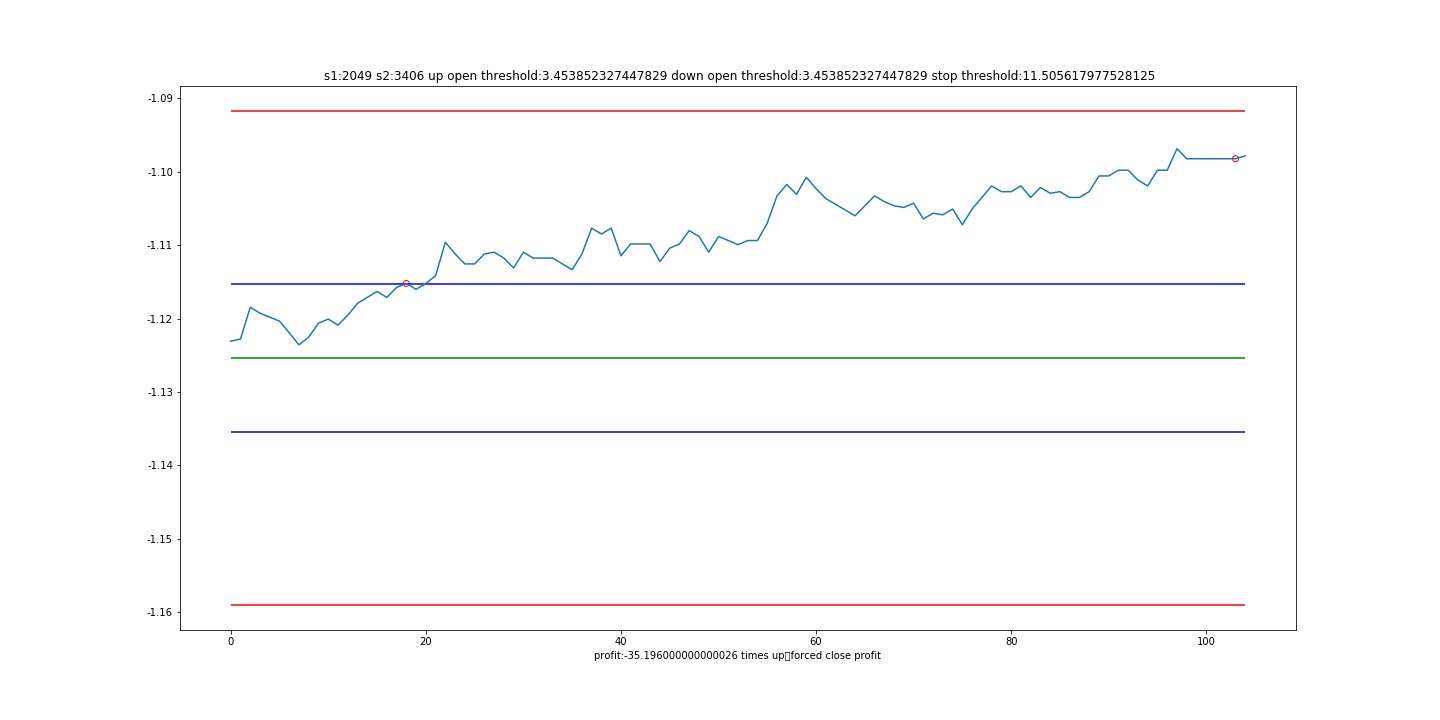 s1:2049 s2:3406 up open threshold:3.453852327447829 down open threshold:3.453852327447829 stop threshold:11.505617977528125
-1.09
-1.10
-1.11
-1.12
-1.13
-1.14
-1.15
-1.16
0 20 40 60 80 100
profit:-35.196000000000026 times up▯forced close profit